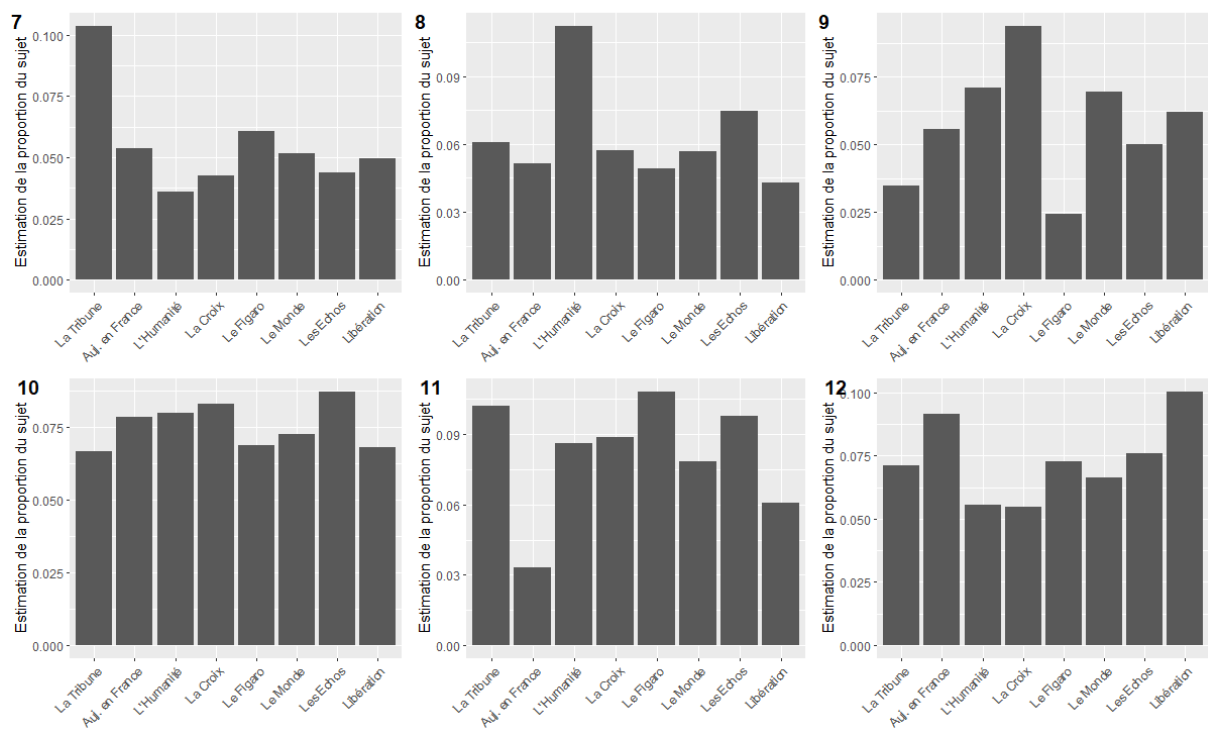 7
Estimation de la proportion du sujet
0.100
0.075
0.050
0.025
0.000
La Tribune
Auj. en France
L'Humanité
La Croix
Le Figaro
Le Monde
Les Echos
Libération
8
Estimation de la proportion du sujet
0.09
0.06
0.03
0.00
La Tribune
Auj. en France
L'Humanité
La Croix
Le Figaro
Le Monde
Les Echos
Libération
9
Estimation de la proportion du sujet
0.075
0.050
0.025
0.000
La Tribune
Auj. en France
L'Humanité
La Croix
Le Figaro
Le Monde
Les Echos
Libération
10
Estimation de la proportion du sujet
0.075
0.050
0.025
0.000
La Tribune
Auj. en France
L'Humanité
La Croix
Le Figaro
Le Monde
Les Echos
Libération
11
Estimation de la proportion du sujet
0.09
0.06
0.03
0.00
La Tribune
Auj. en France
L'Humanité
La Croix
Le Figaro
Le Monde
Les Echos
Libération
12
Estimation de la proportion du sujet
0.100
0.075
0.050
0.025
0.000
La Tribune
Auj. en France
L'Humanité
La Croix
Le Figaro
Le Monde
Les Echos
Libération